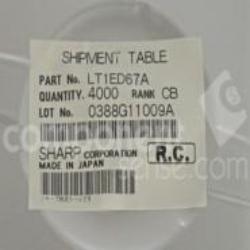 SHIPMENT TABLE
PART No. LT1ED67A
QUANTITY. 4000 RANK CB
LOT No. 0388G11009A
SHARP CORPORATION R.C.
MADE IN JAPAN